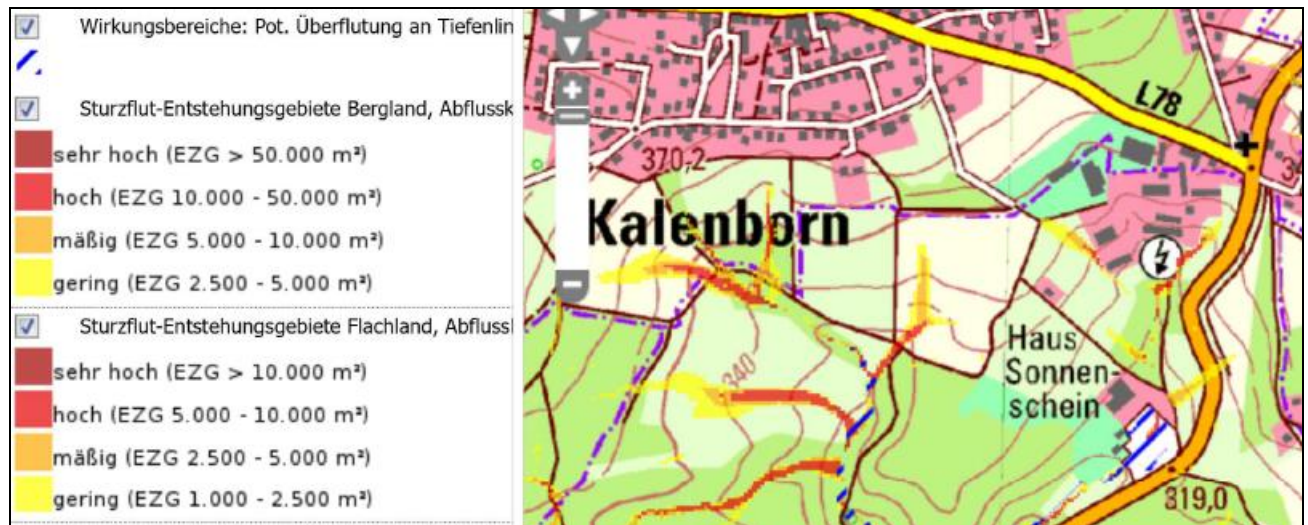 Wirkungsbereiche: Pot. Überflutung an Tiefenlin
Sturzflut-Entstehungsgebiete Bergland, Abflussk
sehr hoch (EZG > 50.000 m²)
hoch (EZG 10.000 - 50.000 m²)
mäßig (EZG 5.000 - 10.000 m²)
gering (EZG 2.500 - 5.000 m²)
Sturzflut-Entstehungsgebiete Flachland, Abfluss
sehr hoch (EZG > 10.000 m²)
hoch (EZG 5.000 - 10.000 m²)
mäßig (EZG 2.500 - 5.000 m²)
gering (EZG 1.000 - 2.500 m²)
L78
370,2
Kalenborn
34
340
Haus
Sonnen-
schein
319,0